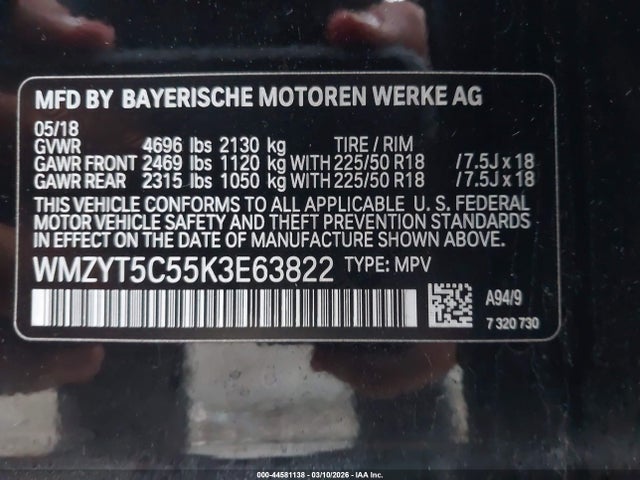 MFD BY BAYERISCHE MOTOREN WERKE AG
05/18
GVWR 4696 lbs 2130 kg TIRE / RIM
GAWR FRONT 2469 lbs 1120 kg WITH 225/50 R18 /7.5J x 18
GAWR REAR 2315 lbs 1050 kg WITH 225/50 R18 /7.5J x 18
THIS VEHICLE CONFORMS TO ALL APPLICABLE U. S. FEDERAL
MOTOR VEHICLE SAFETY AND THEFT PREVENTION STANDARDS
IN EFFECT ON THE DATE OF MANUFACTURE SHOWN ABOVE.
WMZYT5C55K3E63822 TYPE: MPV
A94/9
7 320 730
000-44581138 - 03/10/2026 - IAA Inc.